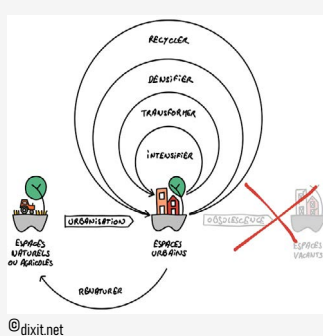 RECYCLER
DENSIFIER
TRANSFORMER
INTENSIFIER
URBANISATION
OBSOLESCENCE
ESPACES
NATURELS
OU AGRICOLES
ESPACES
URBAINS
ESPACES
VACANTS
RENATURER
©dixit.net